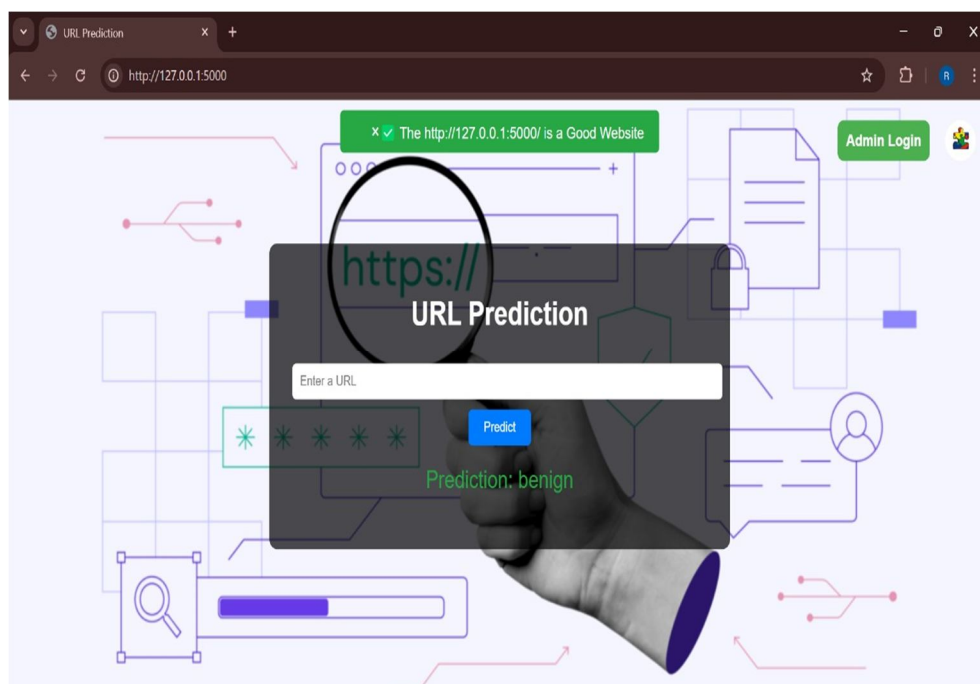 URL Prediction
http://127.0.0.1:5000
R
× ✅ The http://127.0.0.1:5000/ is a Good Website
Admin Login
https://
URL Prediction
Enter a URL
Predict
Prediction: benign